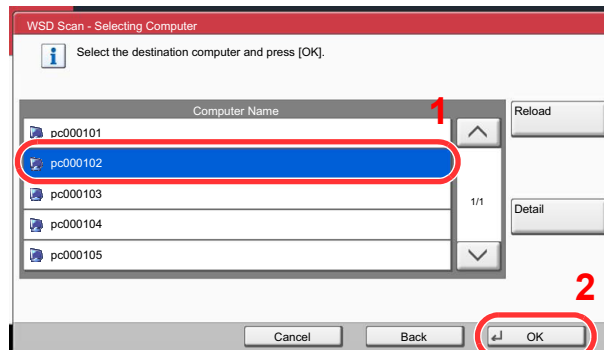 WSD Scan - Selecting Computer
i Select the destination computer and press [OK].
Computer Name
1
Reload
pc000101
pc000102
pc000103
1/1
Detail
pc000104
pc000105
2
Cancel Back OK